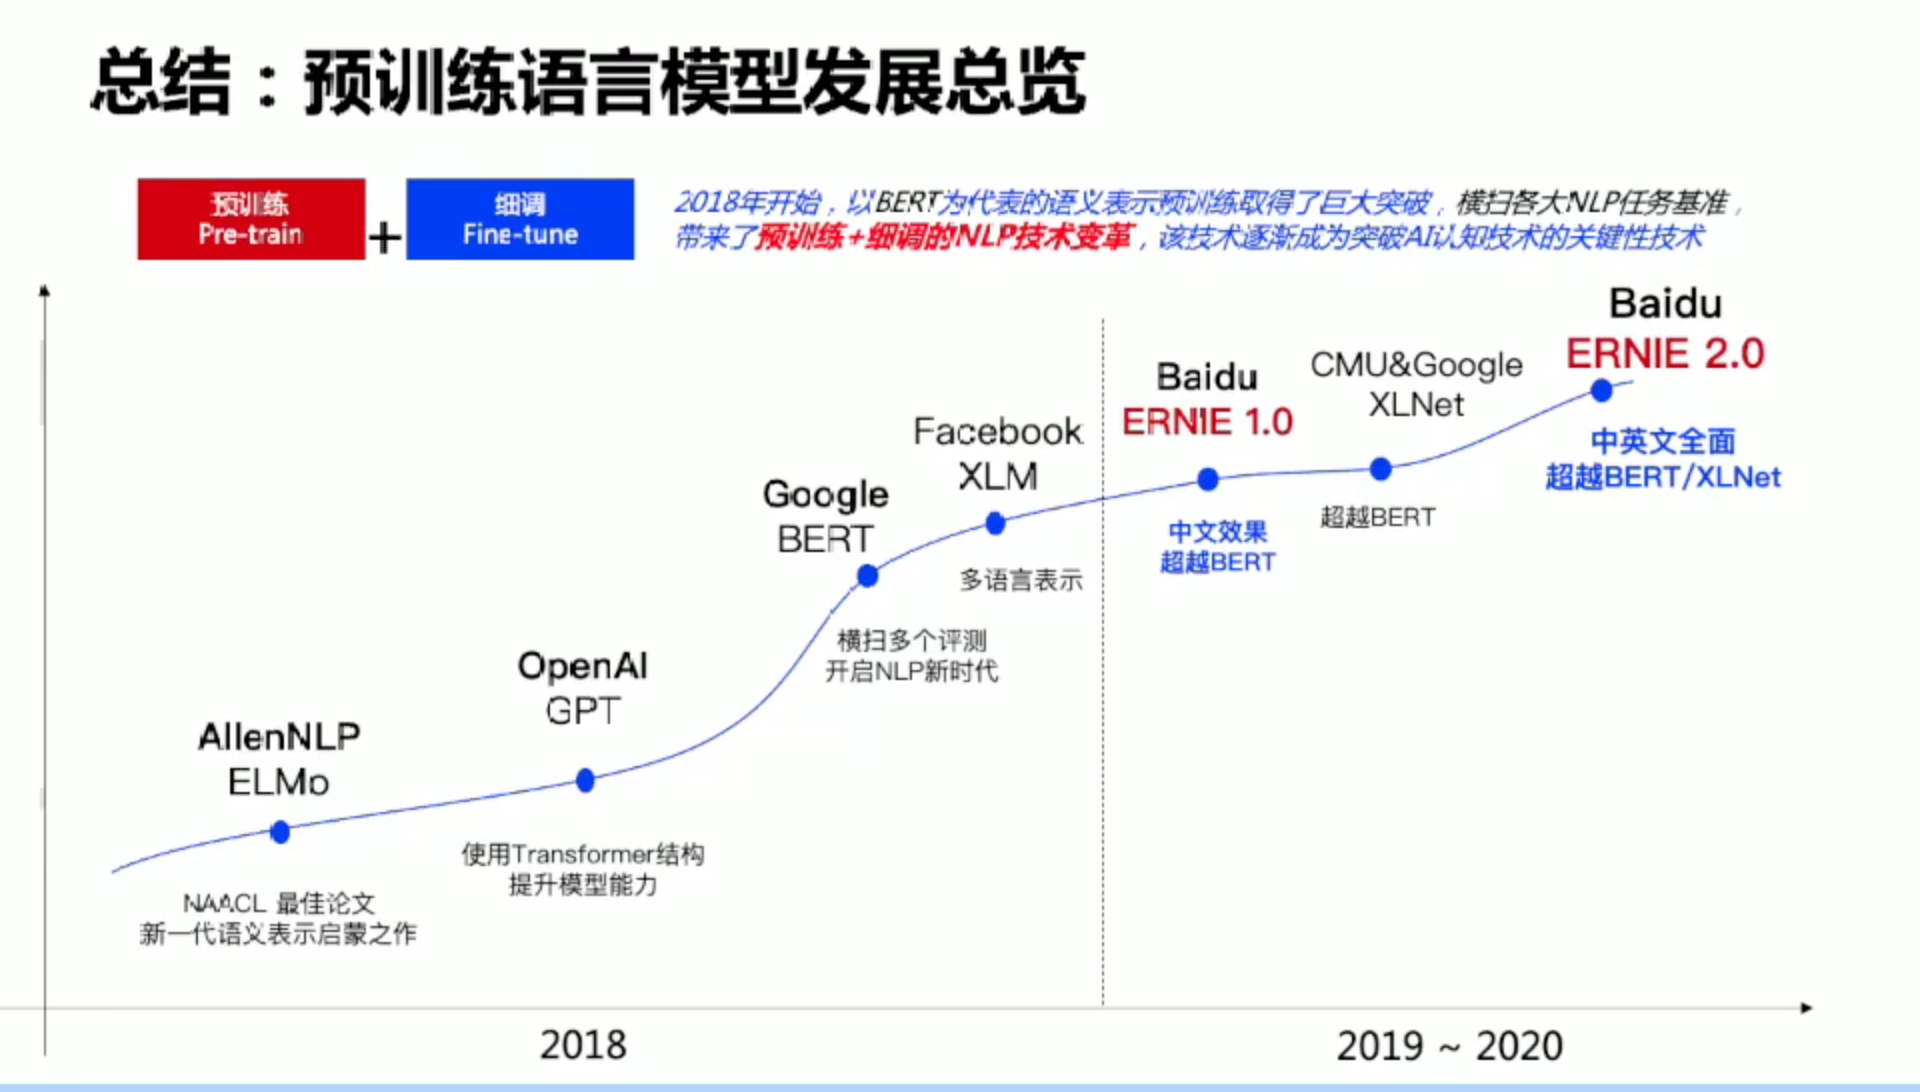 总结：预训练语言模型发展总览
预训练
Pre-train
+
细调
Fine-tune
2018年开始，以BERT为代表的语义表示预训练取得了巨大突破，横扫各大NLP任务基准，
带来了预训练+细调的NLP技术变革，该技术逐渐成为突破AI认知技术的关键性技术
AllenNLP
ELMo
NAACL 最佳论文
新一代语义表示启蒙之作
OpenAI
GPT
使用Transformer结构
提升模型能力
Google
BERT
横扫多个评测
开启NLP新时代
Facebook
XLM
多语言表示
Baidu
ERNIE 1.0
中文效果
超越BERT
CMU&Google
XLNet
超越BERT
Baidu
ERNIE 2.0
中英文全面
超越BERT/XLNet
2018
2019 ~ 2020